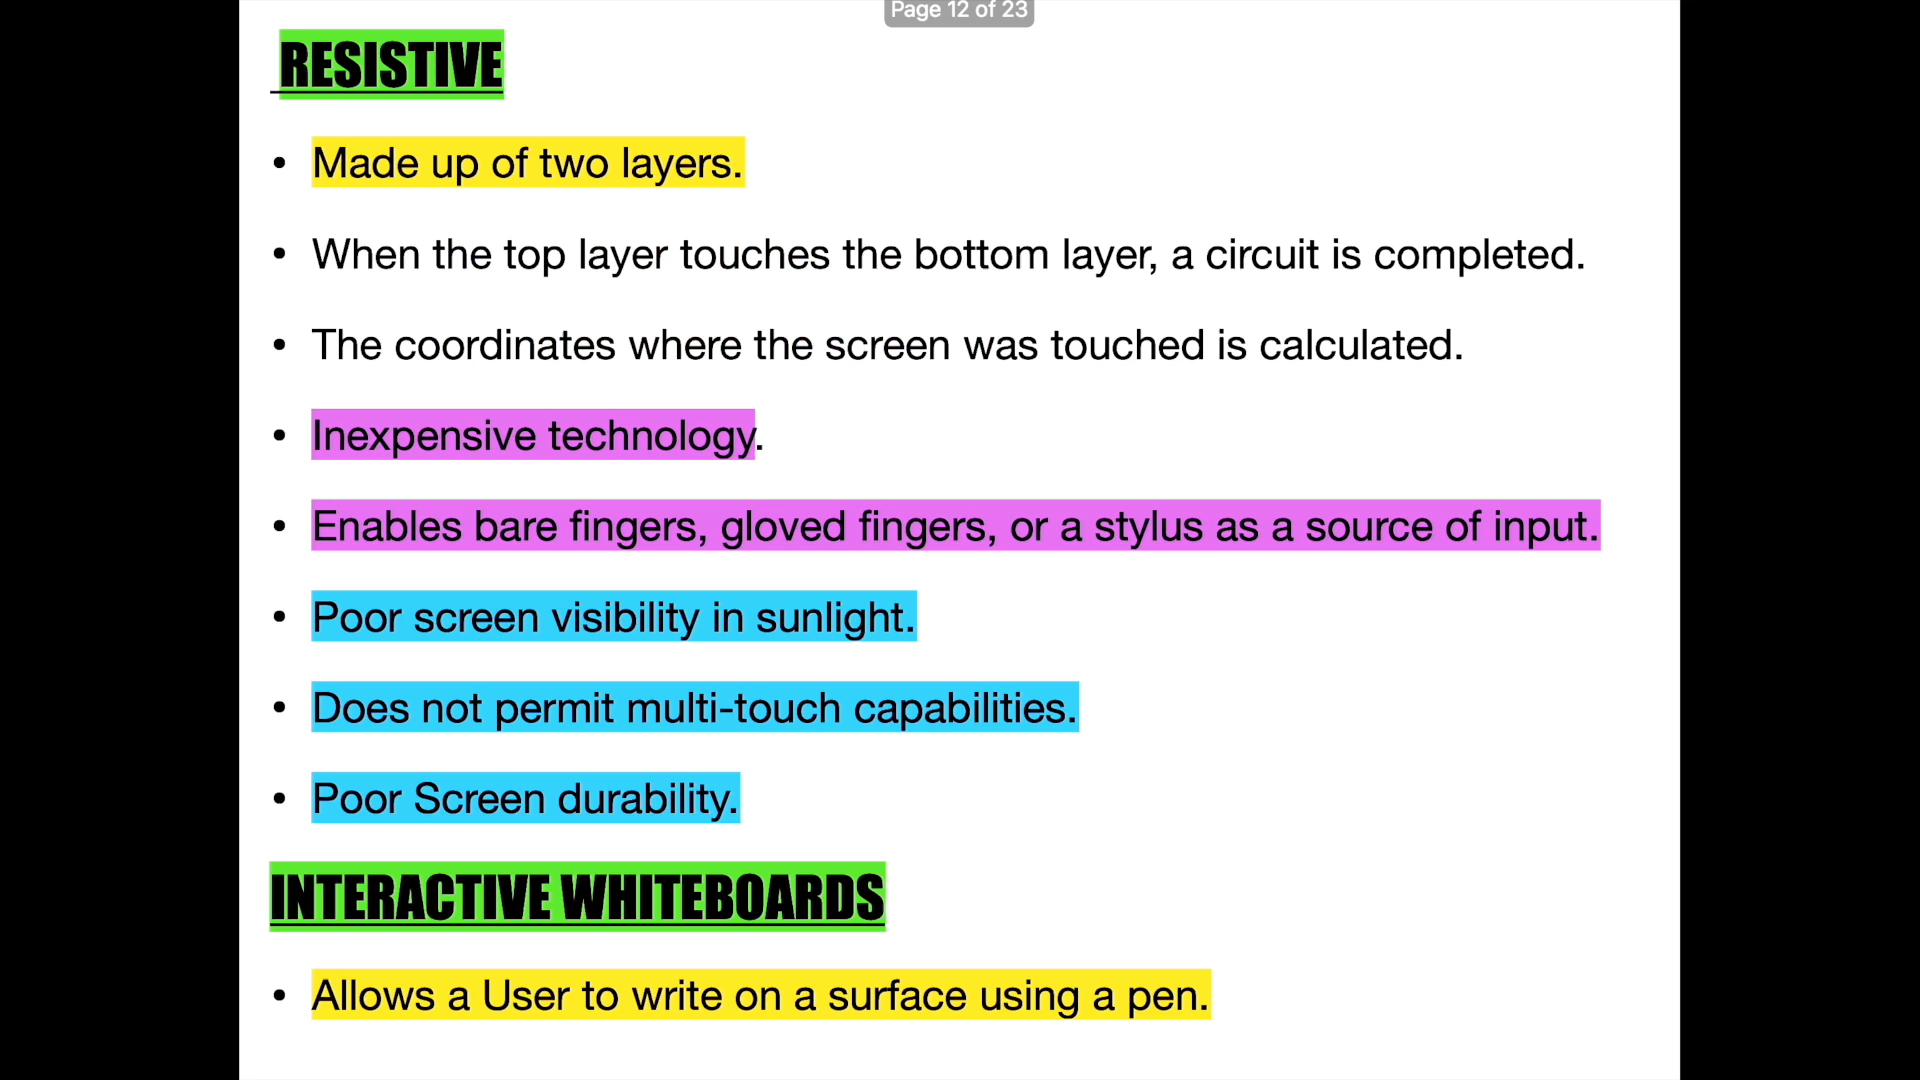 Page 12 of 23
RESISTIVE
• Made up of two layers.
• When the top layer touches the bottom layer, a circuit is completed.
• The coordinates where the screen was touched is calculated.
• Inexpensive technology.
• Enables bare fingers, gloved fingers, or a stylus as a source of input.
• Poor screen visibility in sunlight.
• Does not permit multi-touch capabilities.
• Poor Screen durability.
INTERACTIVE WHITEBOARDS
• Allows a User to write on a surface using a pen.